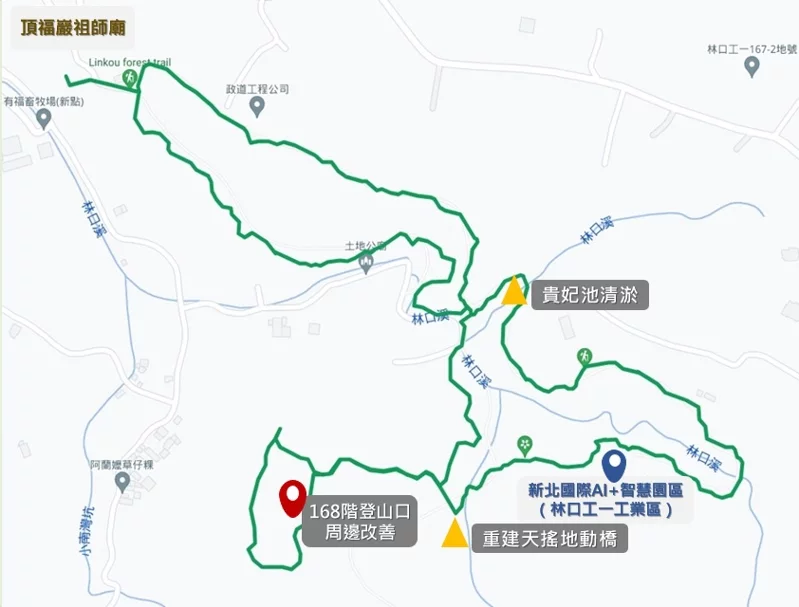 頂福巖祖師廟
Linkou forest trail
有福畜牧場(新點)
政道工程公司
林口工一167-2地號
林口溪
林口溪
土地公廟
貴妃池清淤
林口溪
林口溪
林口溪
阿蘭嬤草仔粿
小南灣坑
168階登山口
周邊改善
新北國際AI+智慧園區
(林口工一工業區)
重建天搖地動橋